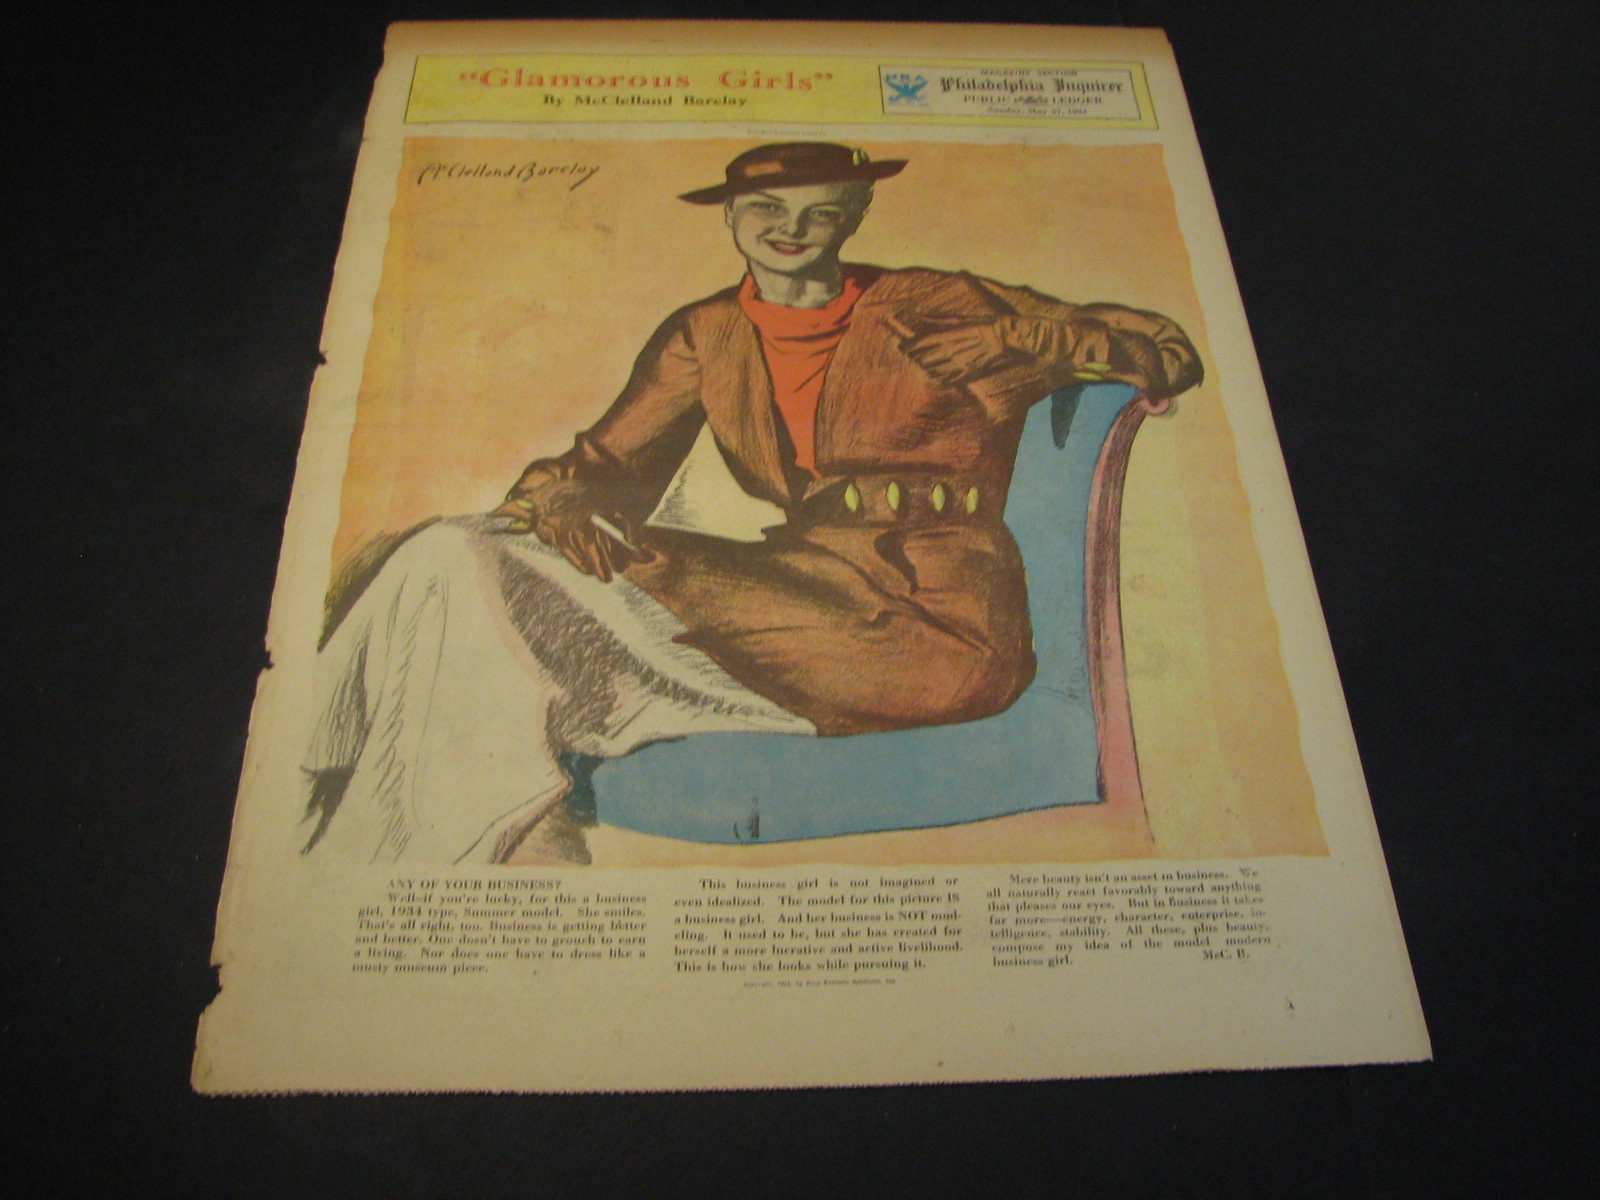 "Glamorous Girls"
By McClelland Barclay
NRA
MAGAZINE SECTION
Philadelphia Inquirer
PUBLIC LEDGER
Sunday, May 27, 1934
McClelland Barclay
ANY OF YOUR BUSINESS?
Well—if you're lucky, for this a business
girl, 1934 type, Summer model. She smiles.
That's all right, too. Business is getting better
and better. One dosn't have to grouch to earn
a living. Nor does one have to dress like a
musty museum piece.
This business girl is not imagined or
even idealized. The model for this picture IS
a business girl. And her business is NOT mod-
eling. It used to be, but she has created for
herself a more lucrative and active livelihood.
This is how she looks while pursuing it.
Mere beauty isn't an asset in business. We
all naturally react favorably toward anything
that pleases our eyes. But in business it takes
far more—energy, character, enterprise, in-
telligence, stability. All these, plus beauty,
compose my idea of the model modern
business girl. McC. B.